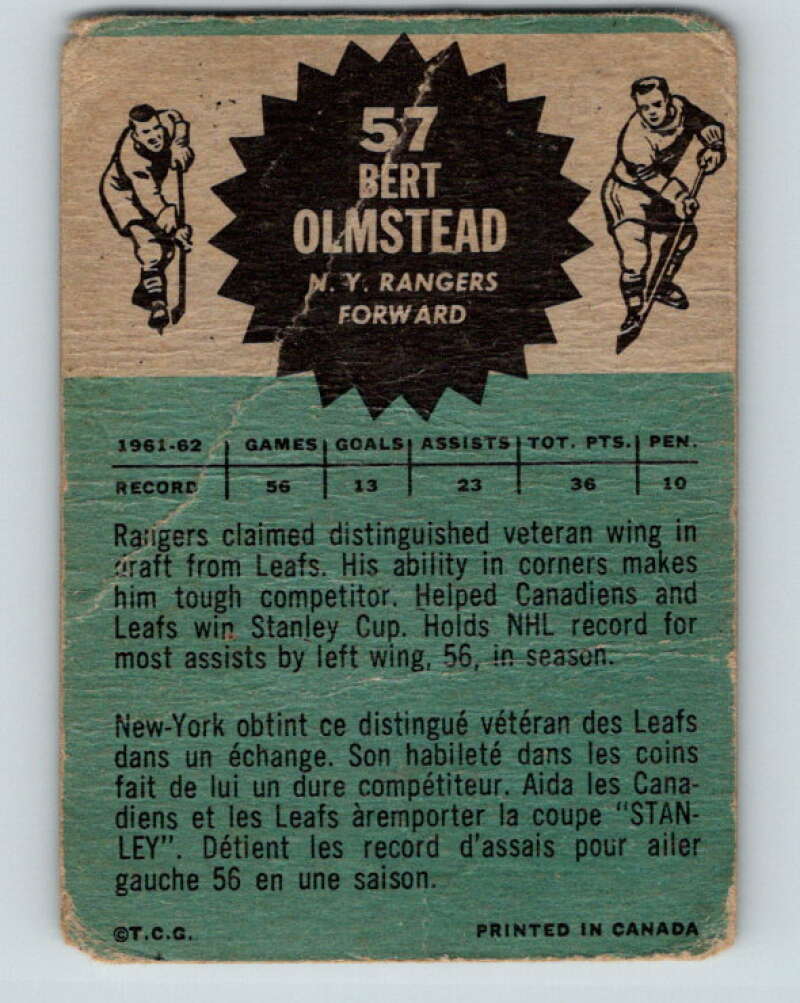 57
BERT
OLMSTEAD
N. Y. RANGERS
FORWARD
1961-62 GAMES GOALS ASSISTS TOT. PTS. PEN.
RECORD 56 13 23 36 10
Rangers claimed distinguished veteran wing in
draft from Leafs. His ability in corners makes
him tough competitor. Helped Canadiens and
Leafs win Stanley Cup. Holds NHL record for
most assists by left wing, 56, in season.
New-York obtint ce distingué vétéran des Leafs
dans un échange. Son habileté dans les coins
fait de lui un dure compétiteur. Aida les Cana-
diens et les Leafs àremporter la coupe "STAN-
LEY". Détient les record d'assais pour ailer
gauche 56 en une saison.
©T.C.G. PRINTED IN CANADA